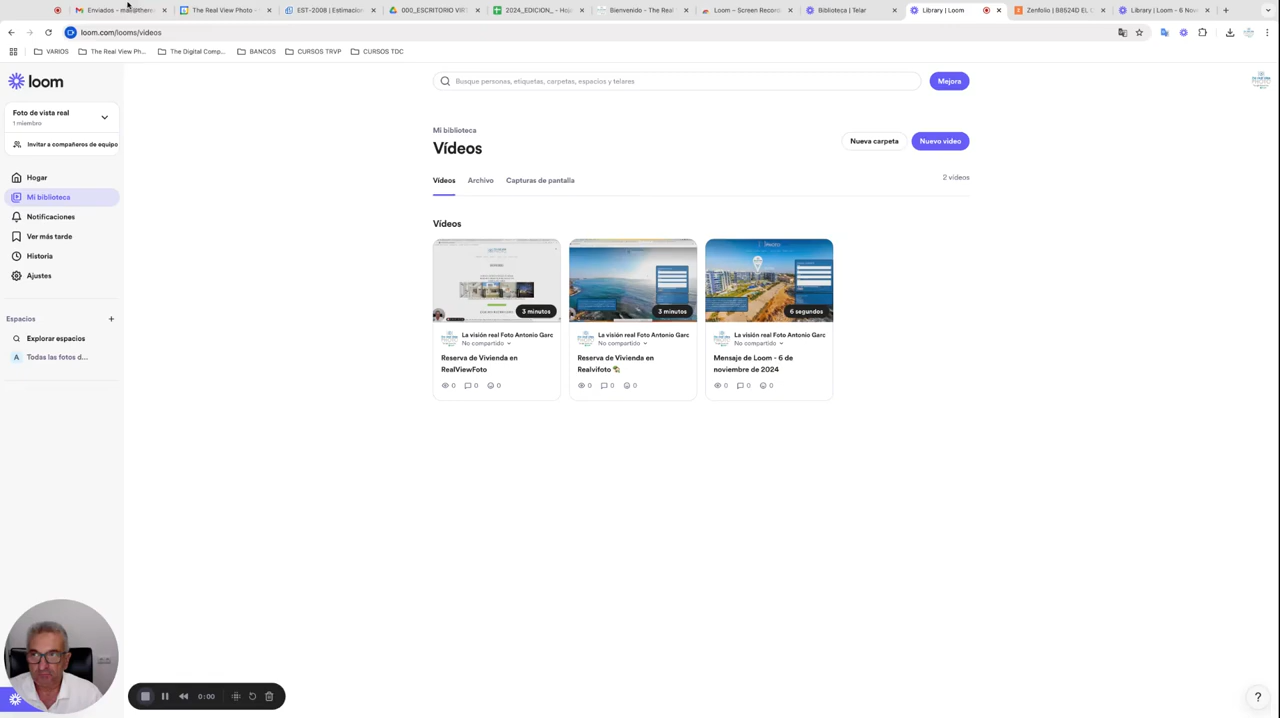 Enviados - mail@there
The Real View Photo -
EST-2008 | Estimacion
000_ESCRITORIO VIR
2024_EDICION_ - Hoja
Bienvenido - The Real
Loom – Screen Record
Biblioteca | Telar
Library | Loom
Zenfolio | B8524D EL C
Library | Loom - 6 Nov
loom.com/looms/videos
VARIOS
The Real View Ph...
The Digital Comp...
BANCOS
CURSOS TRVP
CURSOS TDC
loom
Busque personas, etiquetas, carpetas, espacios y telares
Mejora
Foto de vista real
1 miembro
Invitar a compañeros de equipo
Hogar
Mi biblioteca
Notificaciones
Ver más tarde
Historia
Ajustes
Espacios
+
Explorar espacios
A
Todas las fotos d...
Mi biblioteca
Vídeos
Nueva carpeta
Nuevo video
Vídeos
Archivo
Capturas de pantalla
2 vídeos
Vídeos
3 minutos
La visión real Foto Antonio Garc
No compartido
Reserva de Vivienda en
RealViewFoto
0 0 0
3 minutos
La visión real Foto Antonio Garc
No compartido
Reserva de Vivienda en
Realvifoto
0 0 0
6 segundos
La visión real Foto Antonio Garc
No compartido
Mensaje de Loom - 6 de
noviembre de 2024
0 0 0
0:00
?